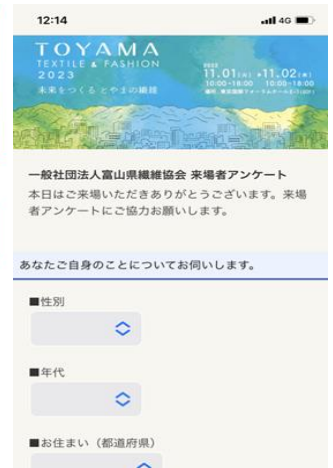 12:14
4G
TOYAMA
TEXTILE & FASHION
2023
未来をつくる とやまの繊維
2023
11.01(水) ▸11.02(木)
10:00-18:00 10:00-16:00
一般社団法人富山県繊維協会 来場者アンケート
本日はご来場いただきありがとうございます。来場
者アンケートにご協力お願いします。
あなたご自身のことについてお伺いします。
■性別
■年代
■お住まい（都道府県）